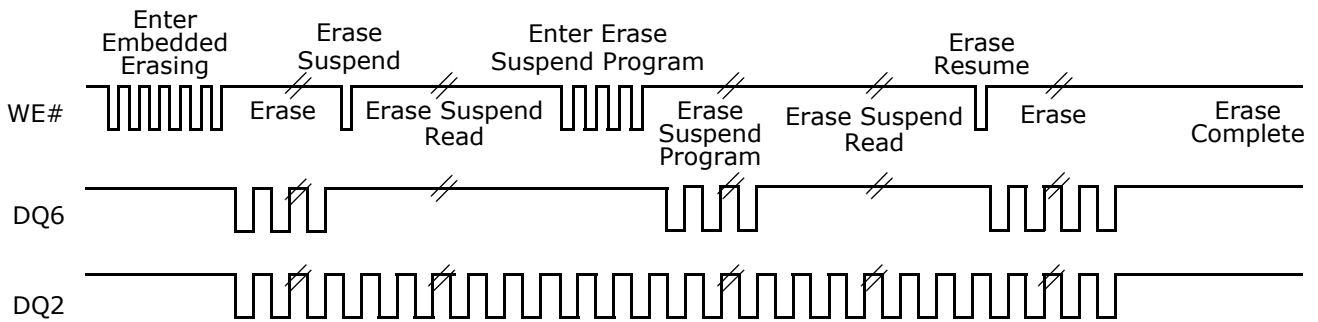 Enter
Embedded
Erasing
Erase
Suspend
Enter Erase
Suspend Program
Erase
Resume
WE#
Erase
Erase Suspend
Read
Erase
Suspend
Program
Erase Suspend
Read
Erase
Erase
Complete
DQ6
DQ2